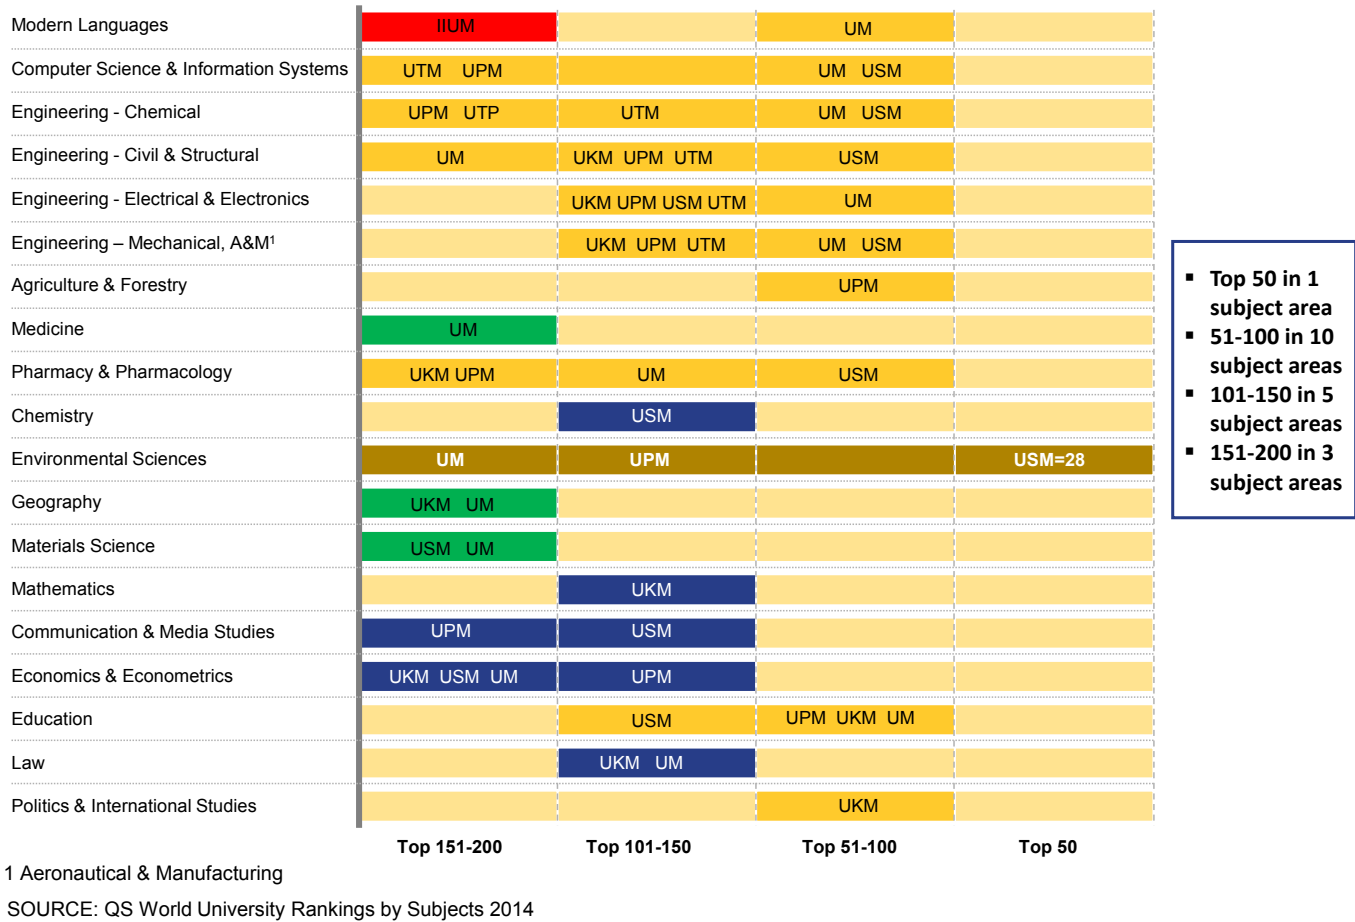 Modern Languages IIUM UM
Computer Science & Information Systems UTM UPM UM USM
Engineering - Chemical UPM UTP UTM UM USM
Engineering - Civil & Structural UM UKM UPM UTM USM
Engineering - Electrical & Electronics UKM UPM USM UTM UM
Engineering – Mechanical, A&M¹ UKM UPM UTM UM USM
Agriculture & Forestry UPM
Medicine UM
Pharmacy & Pharmacology UKM UPM UM USM
Chemistry USM
Environmental Sciences UM UPM USM=28
Geography UKM UM
Materials Science USM UM
Mathematics UKM
Communication & Media Studies UPM USM
Economics & Econometrics UKM USM UM UPM
Education USM UPM UKM UM
Law UKM UM
Politics & International Studies UKM
Top 151-200 Top 101-150 Top 51-100 Top 50
▪ Top 50 in 1
subject area
▪ 51-100 in 10
subject areas
▪ 101-150 in 5
subject areas
▪ 151-200 in 3
subject areas
1 Aeronautical & Manufacturing
SOURCE: QS World University Rankings by Subjects 2014